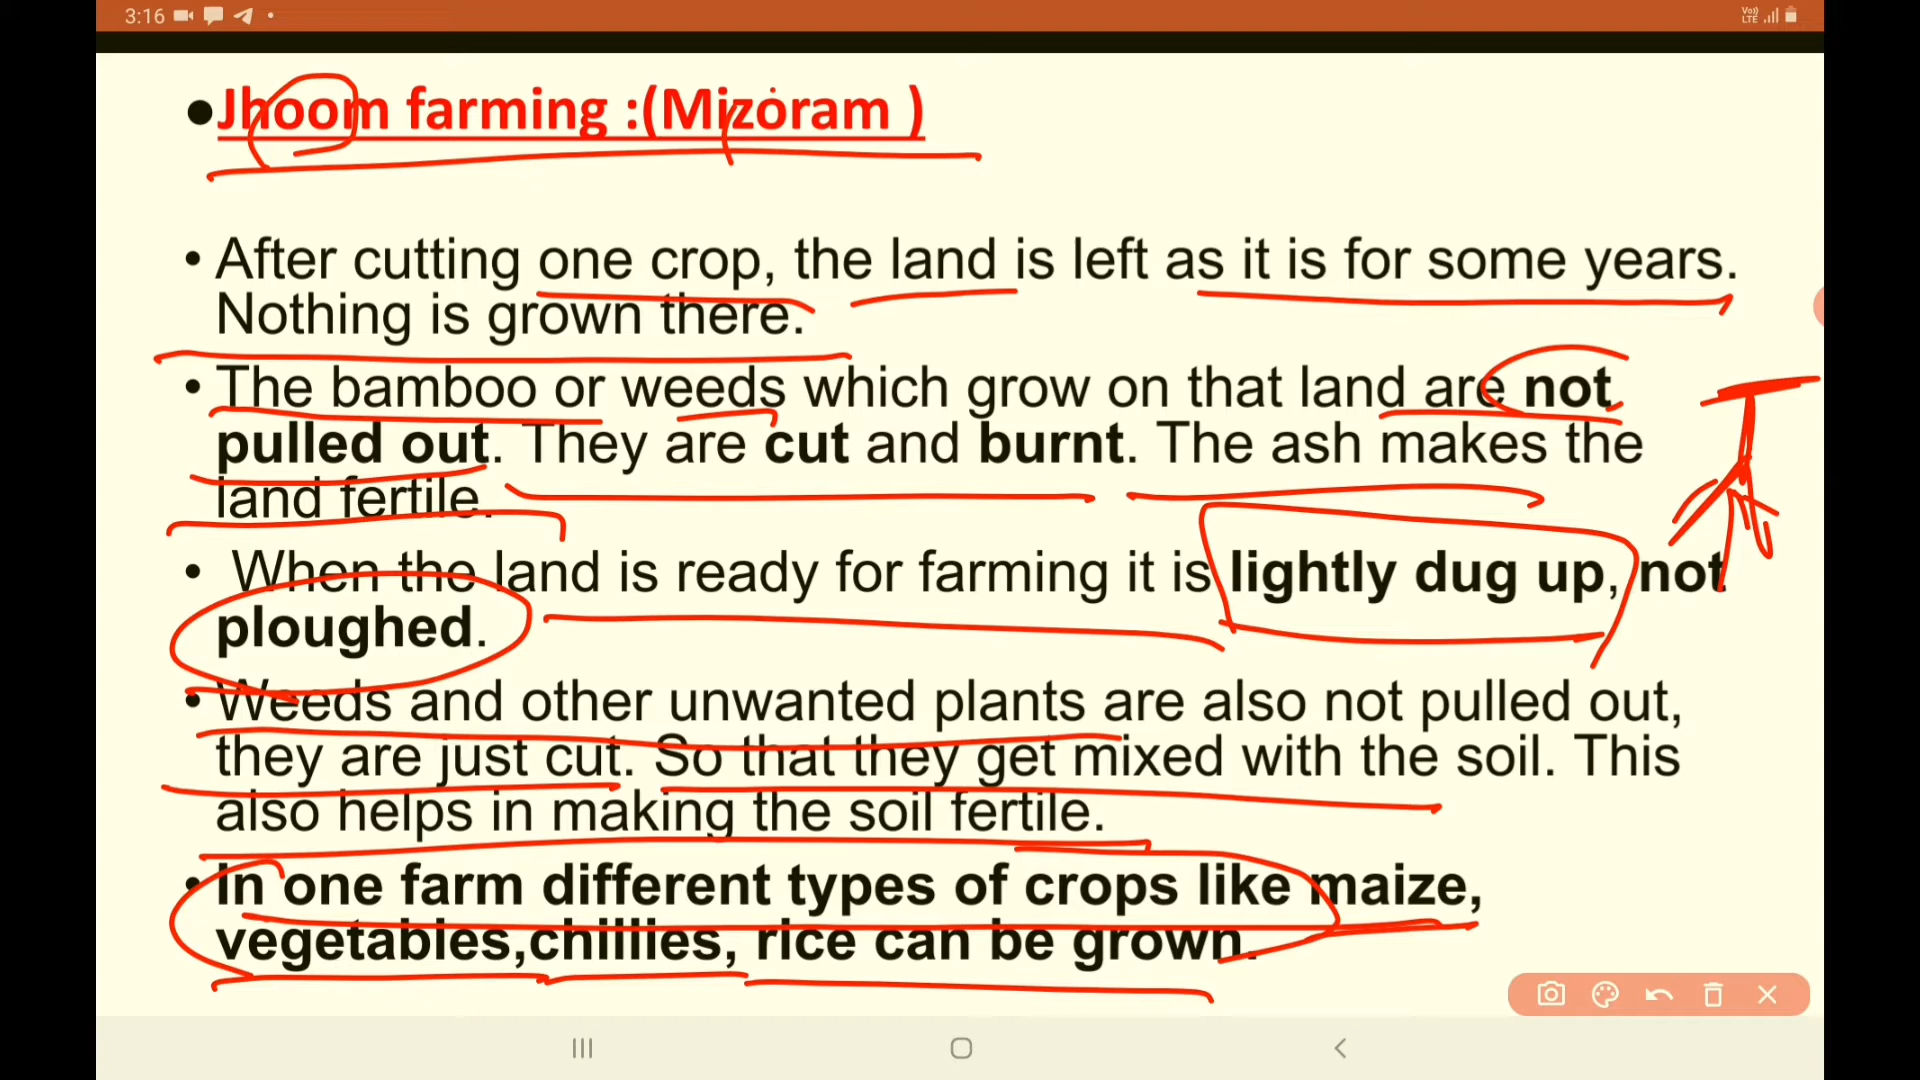 3:16
Vo)) LTE
●Jhoom farming :(Mizoram )
• After cutting one crop, the land is left as it is for some years.
Nothing is grown there.
• The bamboo or weeds which grow on that land are not
pulled out. They are cut and burnt. The ash makes the
land fertile.
• When the land is ready for farming it is lightly dug up, not
ploughed.
• Weeds and other unwanted plants are also not pulled out,
they are just cut. So that they get mixed with the soil. This
also helps in making the soil fertile.
• In one farm different types of crops like maize,
vegetables,chillies, rice can be grown.